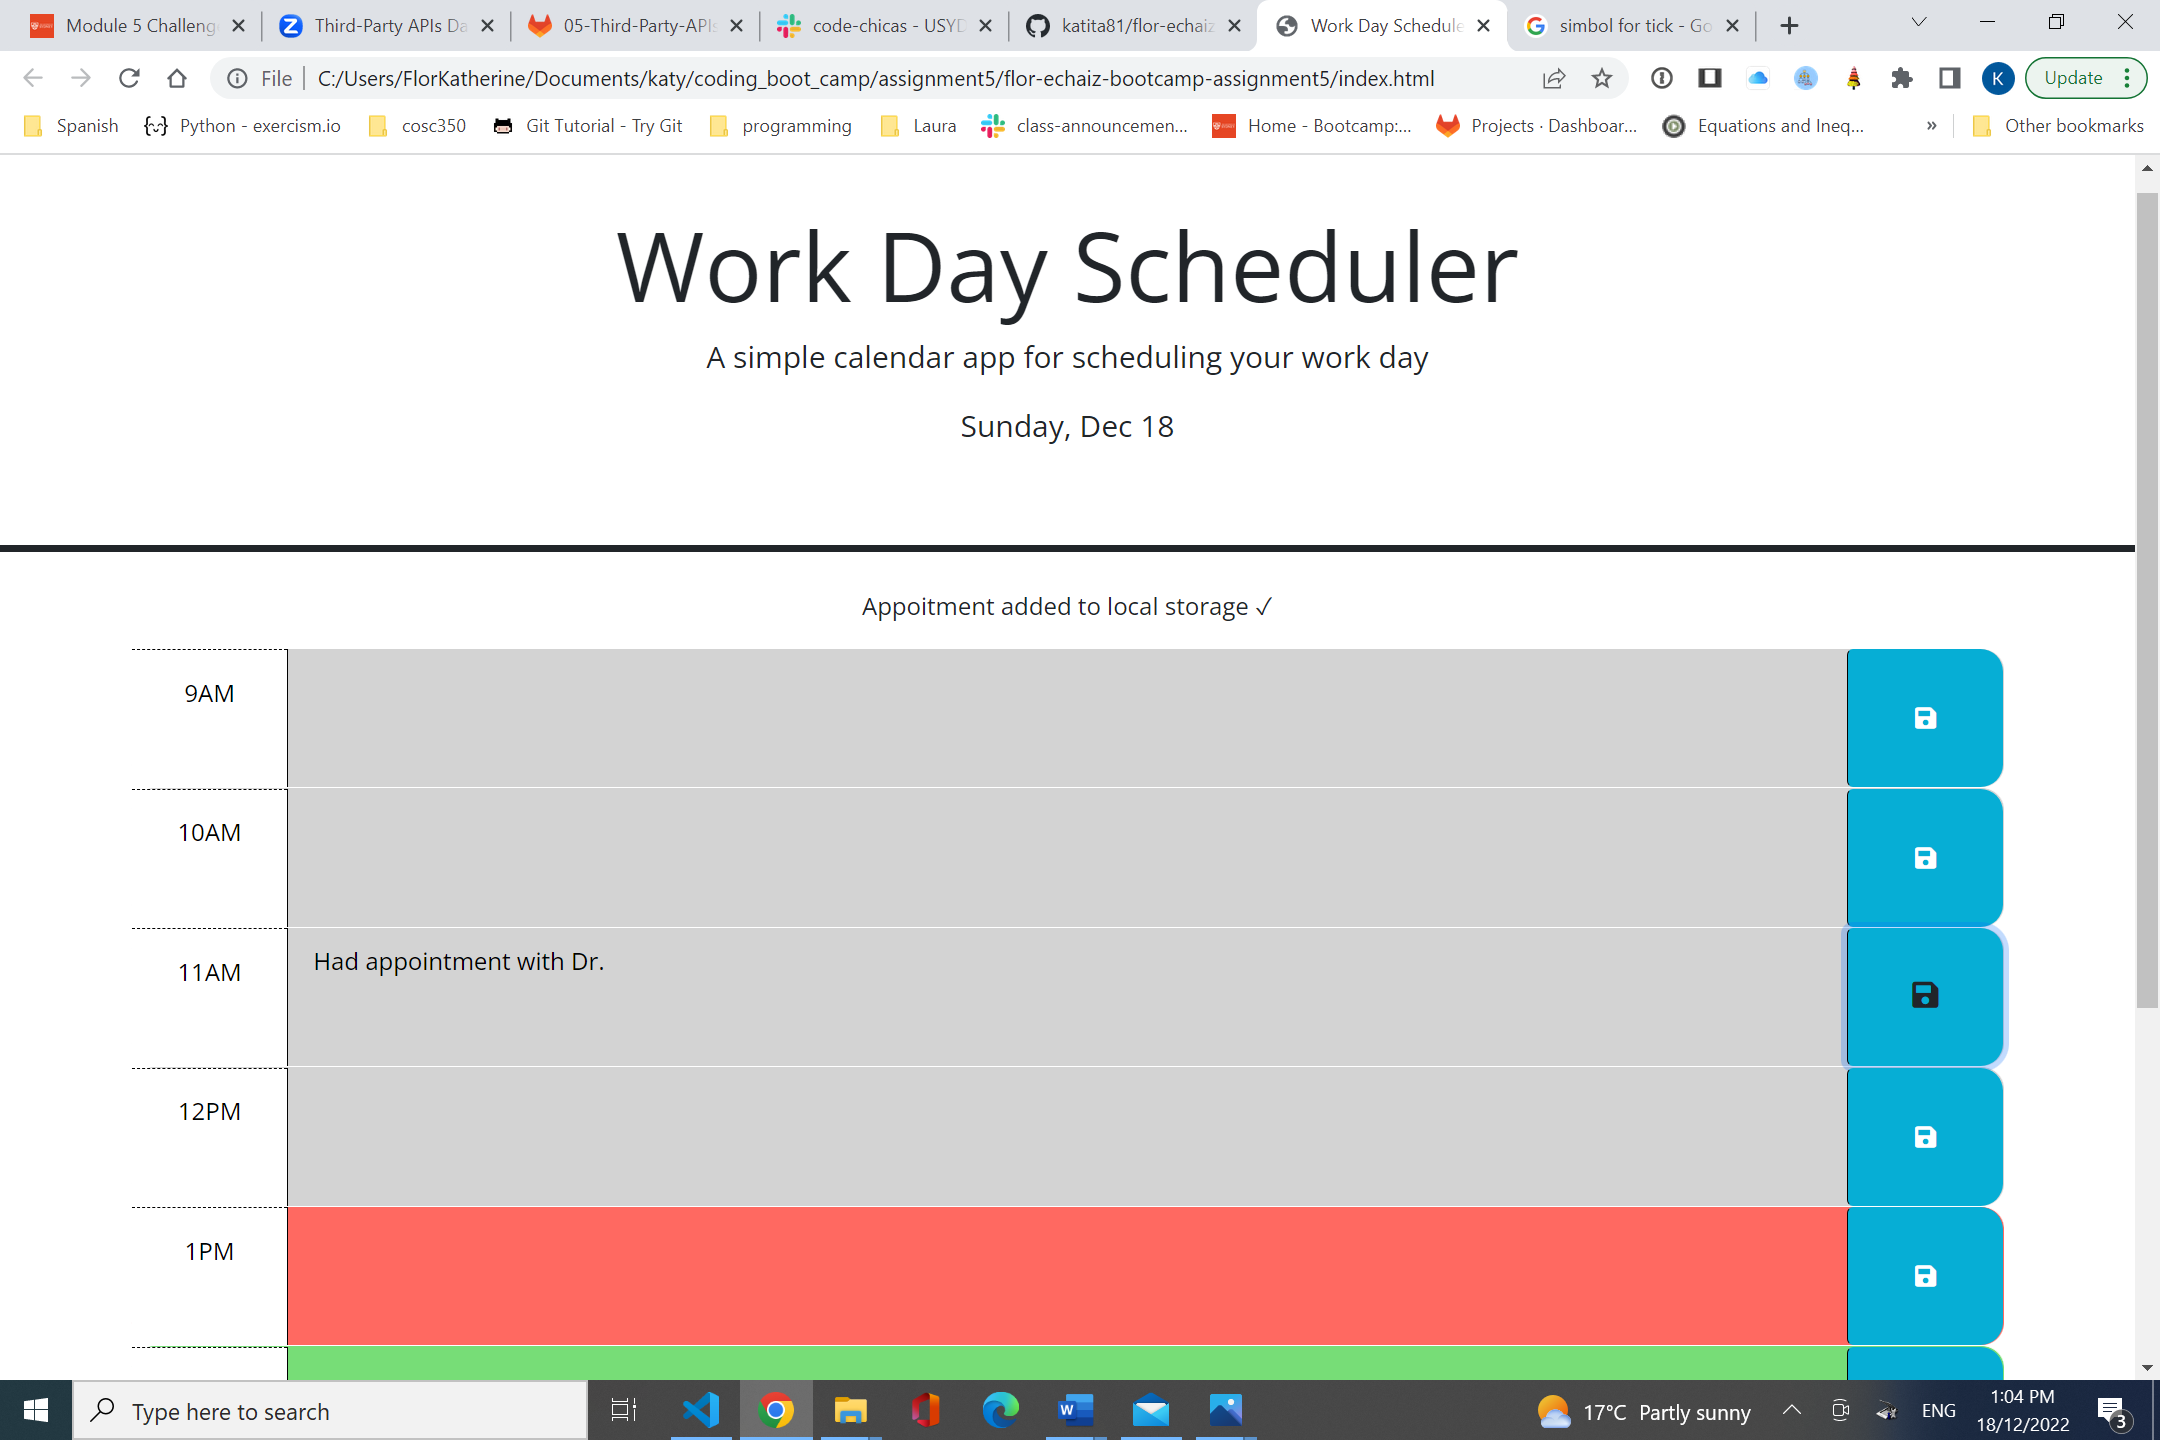 Module 5 Challeng
Third-Party APIs Da
05-Third-Party-APIs
code-chicas - USYD
katita81/flor-echaiz
Work Day Schedule
simbol for tick - Go
File
C:/Users/FlorKatherine/Documents/katy/coding_boot_camp/assignment5/flor-echaiz-bootcamp-assignment5/index.html
K
Update
Spanish
Python - exercism.io
cosc350
Git Tutorial - Try Git
programming
Laura
class-announcemen...
Home - Bootcamp:...
Projects · Dashboar...
Equations and Ineq...
»
Other bookmarks
Work Day Scheduler
A simple calendar app for scheduling your work day
Sunday, Dec 18
Appoitment added to local storage ✓
9AM
10AM
11AM
Had appointment with Dr.
12PM
1PM
Type here to search
17°C Partly sunny
ENG
1:04 PM
18/12/2022
3